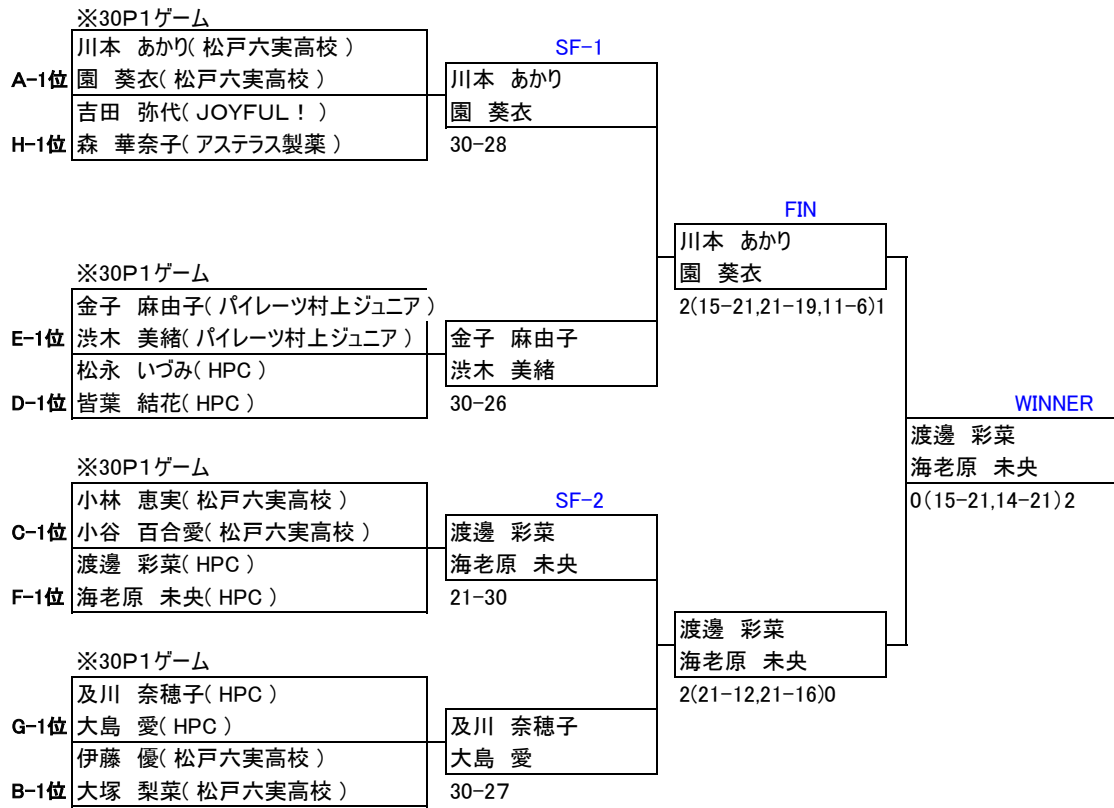 ※30P1ゲーム
川本 あかり( 松戸六実高校 )
A-1位 園 葵衣( 松戸六実高校 )
吉田 弥代( JOYFUL! )
H-1位 森 華奈子( アステラス製薬 )
SF-1
川本 あかり
園 葵衣
30-28
※30P1ゲーム
金子 麻由子( パイレーツ村上ジュニア )
E-1位 渋木 美緒( パイレーツ村上ジュニア )
松永 いづみ( HPC )
D-1位 皆葉 結花( HPC )
金子 麻由子
渋木 美緒
30-26
FIN
川本 あかり
園 葵衣
2(15-21,21-19,11-6)1
※30P1ゲーム
小林 恵実( 松戸六実高校 )
C-1位 小谷 百合愛( 松戸六実高校 )
渡邊 彩菜( HPC )
F-1位 海老原 未央( HPC )
SF-2
渡邊 彩菜
海老原 未央
21-30
※30P1ゲーム
及川 奈穂子( HPC )
G-1位 大島 愛( HPC )
伊藤 優( 松戸六実高校 )
B-1位 大塚 梨菜( 松戸六実高校 )
及川 奈穂子
大島 愛
30-27
渡邊 彩菜
海老原 未央
2(21-12,21-16)0
WINNER
渡邊 彩菜
海老原 未央
0(15-21,14-21)2